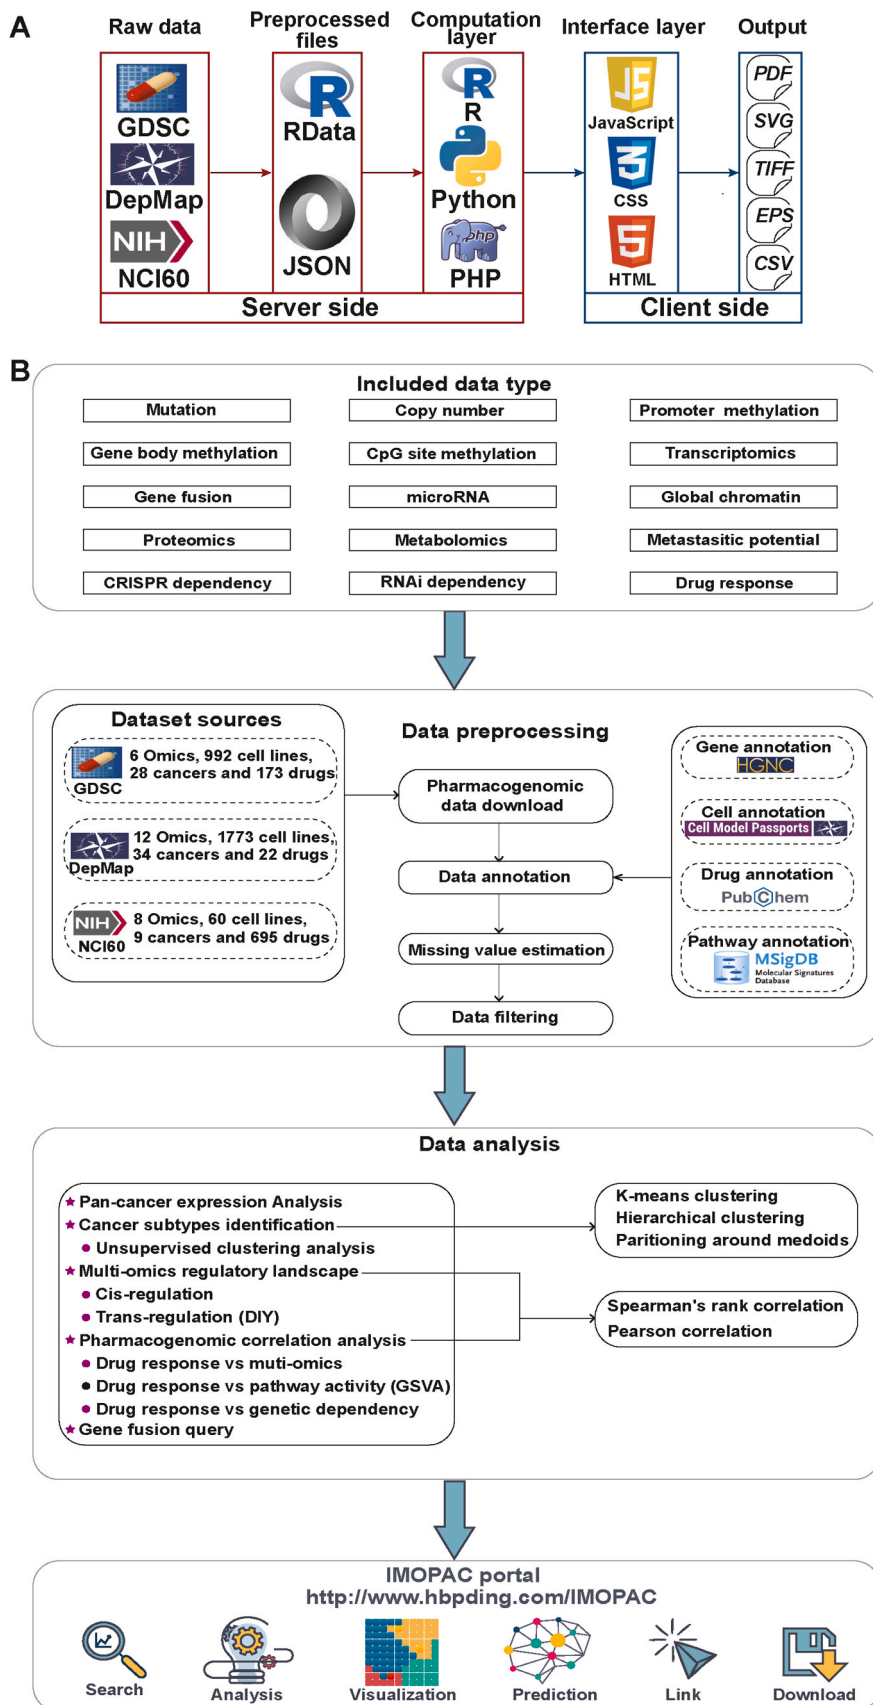 A
Raw data
Preprocessed
files
Computation
layer
Interface layer
Output
GDSC
DepMap
NIH
NCI60
R
RData
JSON
R
R
Python
php
PHP
JS
JavaScript
3
CSS
5
HTML
PDF
SVG
TIFF
EPS
CSV
Server side
Client side
B
Included data type
Mutation
Copy number
Promoter methylation
Gene body methylation
CpG site methylation
Transcriptomics
Gene fusion
microRNA
Global chromatin
Proteomics
Metabolomics
Metastasitic potential
CRISPR dependency
RNAi dependency
Drug response
Dataset sources
GDSC
6 Omics, 992 cell lines,
28 cancers and 173 drugs
DepMap
12 Omics, 1773 cell lines,
34 cancers and 22 drugs
NIH
NCI60
8 Omics, 60 cell lines,
9 cancers and 695 drugs
Data preprocessing
Pharmacogenomic
data download
Data annotation
Missing value estimation
Data filtering
Gene annotation
HGNC
Cell annotation
Cell Model Passports
Drug annotation
PubChem
Pathway annotation
MSigDB
Molecular Signatures
Database
Data analysis
Pan-cancer expression Analysis
Cancer subtypes identification
Unsupervised clustering analysis
Multi-omics regulatory landscape
Cis-regulation
Trans-regulation (DIY)
Pharmacogenomic correlation analysis
Drug response vs muti-omics
Drug response vs pathway activity (GSVA)
Drug response vs genetic dependency
Gene fusion query
K-means clustering
Hierarchical clustering
Paritioning around medoids
Spearman's rank correlation
Pearson correlation
IMOPAC portal
http://www.hbpding.com/IMOPAC
Search
Analysis
Visualization
Prediction
Link
Download